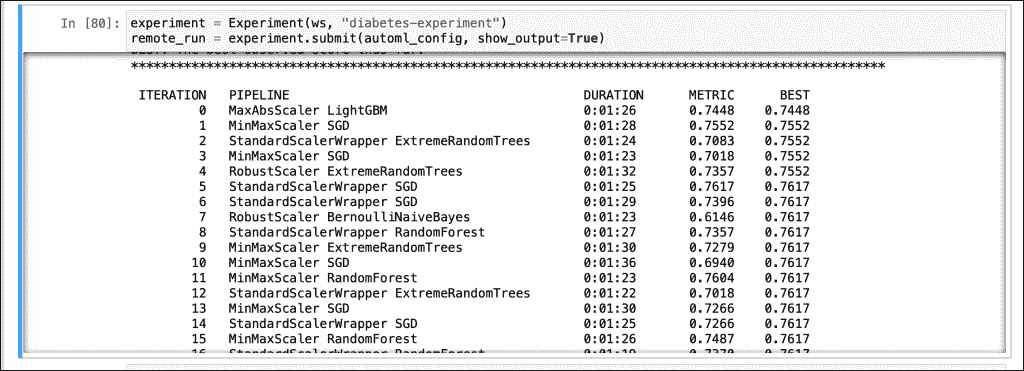 In [80]: experiment = Experiment(ws, "diabetes-experiment")
remote_run = experiment.submit(automl_config, show_output=True)
****************************************************************************************************
ITERATION PIPELINE DURATION METRIC BEST
0 MaxAbsScaler LightGBM 0:01:26 0.7448 0.7448
1 MinMaxScaler SGD 0:01:28 0.7552 0.7552
2 StandardScalerWrapper ExtremeRandomTrees 0:01:24 0.7083 0.7552
3 MinMaxScaler SGD 0:01:23 0.7018 0.7552
4 RobustScaler ExtremeRandomTrees 0:01:32 0.7357 0.7552
5 StandardScalerWrapper SGD 0:01:25 0.7617 0.7617
6 StandardScalerWrapper SGD 0:01:29 0.7396 0.7617
7 RobustScaler BernoulliNaiveBayes 0:01:23 0.6146 0.7617
8 StandardScalerWrapper RandomForest 0:01:27 0.7357 0.7617
9 MinMaxScaler ExtremeRandomTrees 0:01:30 0.7279 0.7617
10 MinMaxScaler SGD 0:01:36 0.6940 0.7617
11 MinMaxScaler RandomForest 0:01:23 0.7604 0.7617
12 StandardScalerWrapper ExtremeRandomTrees 0:01:22 0.7018 0.7617
13 MinMaxScaler SGD 0:01:30 0.7266 0.7617
14 StandardScalerWrapper SGD 0:01:25 0.7266 0.7617
15 MinMaxScaler RandomForest 0:01:26 0.7487 0.7617
16 StandardScalerWrapper RandomForest 0.7617